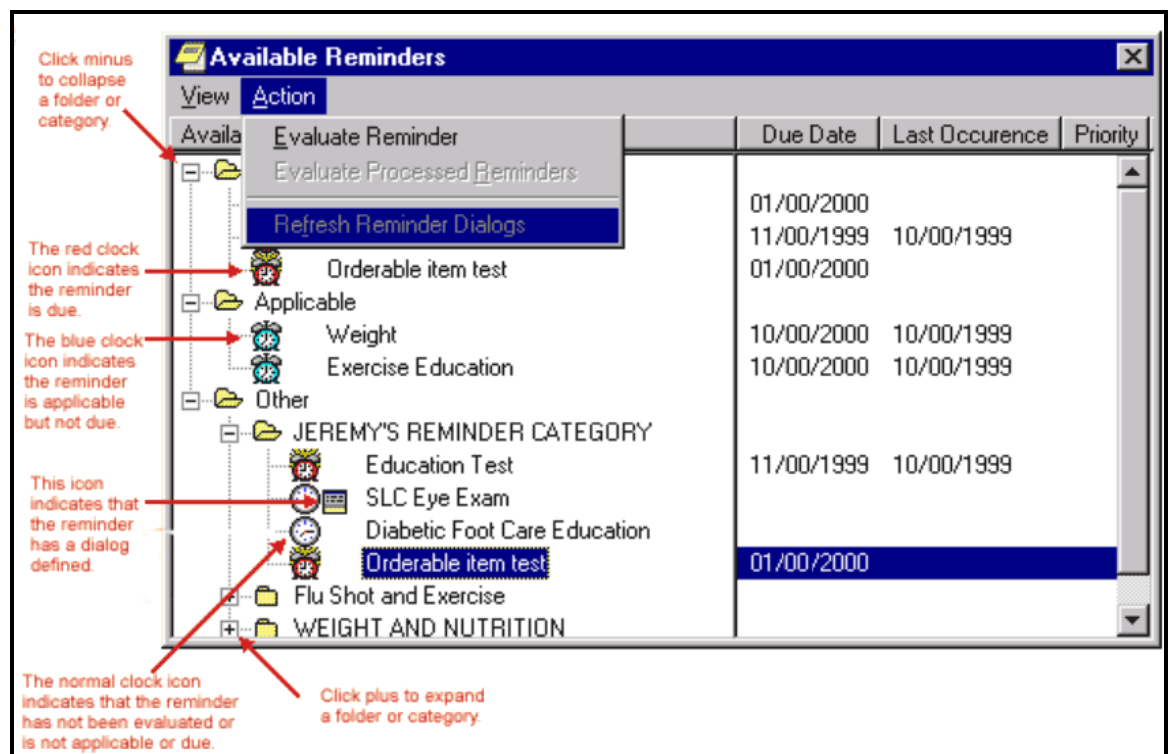 Click minus
to collapse
a folder or
category.
Available Reminders
View Action
Availa
Evaluate Reminder
Evaluate Processed Reminders
Refresh Reminder Dialogs
Due Date Last Occurence Priority
01/00/2000
11/00/1999 10/00/1999
The red clock
icon indicates
the reminder
is due.
Orderable item test 01/00/2000
Applicable
The blue clock
icon indicates
the reminder
is applicable
but not due.
Weight 10/00/2000 10/00/1999
Exercise Education 10/00/2000 10/00/1999
Other
JEREMY'S REMINDER CATEGORY
Education Test 11/00/1999 10/00/1999
This icon
indicates that
the reminder
has a dialog
defined.
SLC Eye Exam
Diabetic Foot Care Education
Orderable item test 01/00/2000
Flu Shot and Exercise
WEIGHT AND NUTRITION
The normal clock icon
indicates that the reminder
has not been evaluated or
is not applicable or due.
Click plus to expand
a folder or category.